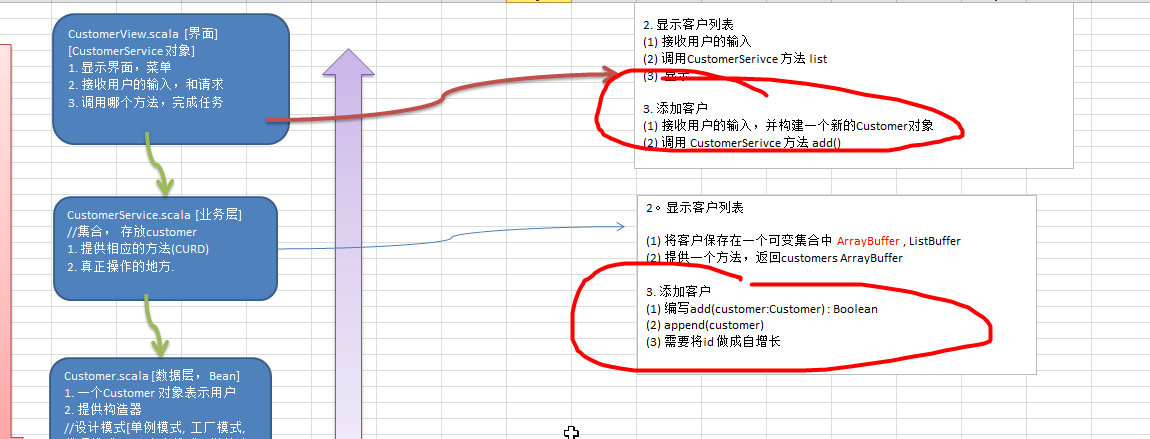 CustomerView.scala [界面]
[CustomerService 对象]
1. 显示界面，菜单
2. 接收用户的输入，和请求
3. 调用哪个方法，完成任务
2. 显示客户列表
(1) 接收用户的输入
(2) 调用CustomerSerivce 方法 list
(3) 显示
3. 添加客户
(1) 接收用户的输入，并构建一个新的Customer对象
(2) 调用 CustomerSerivce 方法 add()
CustomerService.scala [业务层]
//集合， 存放customer
1. 提供相应的方法(CURD)
2. 真正操作的地方.
2。显示客户列表
(1) 将客户保存在一个可变集合中 ArrayBuffer , ListBuffer
(2) 提供一个方法，返回customers ArrayBuffer
3. 添加客户
(1) 编写add(customer:Customer) : Boolean
(2) append(customer)
(3) 需要将id 做成自增长
Customer.scala [数据层， Bean]
1. 一个Customer 对象表示用户
2. 提供构造器
//设计模式[单例模式, 工厂模式,